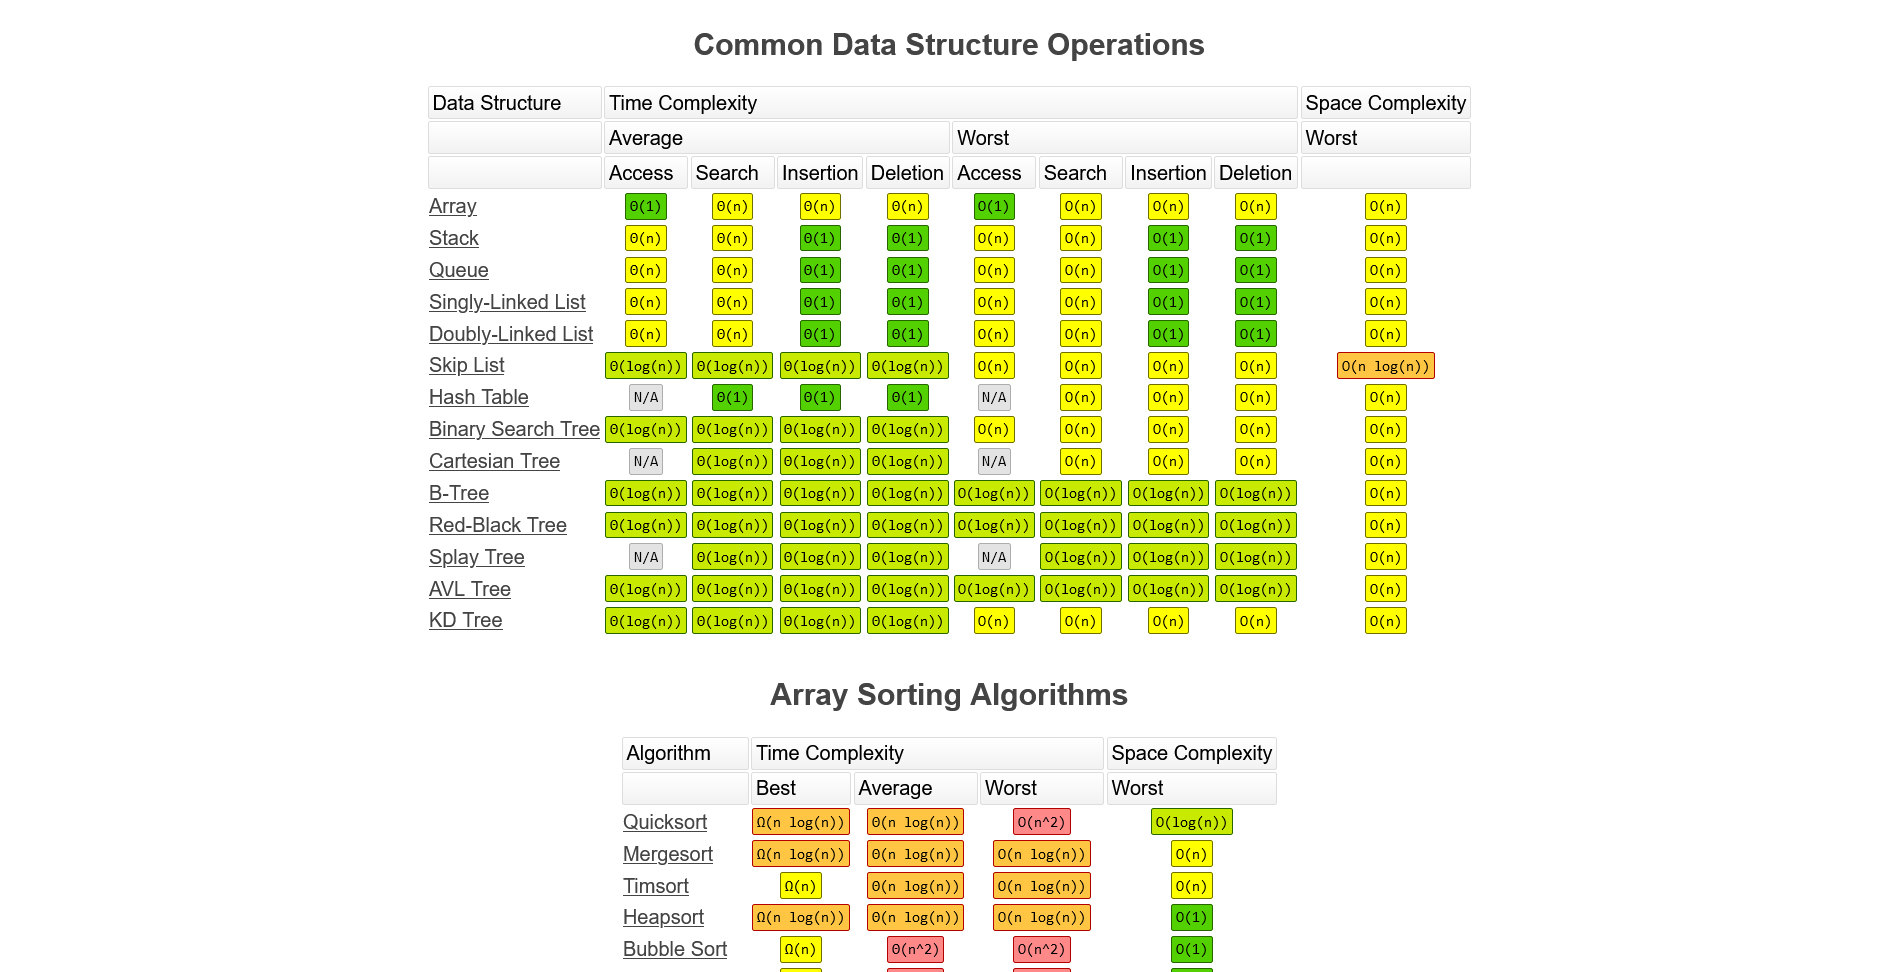 Common Data Structure Operations
Data Structure Time Complexity Space Complexity
Average Worst Worst
Access Search Insertion Deletion Access Search Insertion Deletion
Array Θ(1) Θ(n) Θ(n) Θ(n) O(1) O(n) O(n) O(n) O(n)
Stack Θ(n) Θ(n) Θ(1) Θ(1) O(n) O(n) O(1) O(1) O(n)
Queue Θ(n) Θ(n) Θ(1) Θ(1) O(n) O(n) O(1) O(1) O(n)
Singly-Linked List Θ(n) Θ(n) Θ(1) Θ(1) O(n) O(n) O(1) O(1) O(n)
Doubly-Linked List Θ(n) Θ(n) Θ(1) Θ(1) O(n) O(n) O(1) O(1) O(n)
Skip List Θ(log(n)) Θ(log(n)) Θ(log(n)) Θ(log(n)) O(n) O(n) O(n) O(n) O(n log(n))
Hash Table N/A Θ(1) Θ(1) Θ(1) N/A O(n) O(n) O(n) O(n)
Binary Search Tree Θ(log(n)) Θ(log(n)) Θ(log(n)) Θ(log(n)) O(n) O(n) O(n) O(n) O(n)
Cartesian Tree N/A Θ(log(n)) Θ(log(n)) Θ(log(n)) N/A O(n) O(n) O(n) O(n)
B-Tree Θ(log(n)) Θ(log(n)) Θ(log(n)) Θ(log(n)) O(log(n)) O(log(n)) O(log(n)) O(log(n)) O(n)
Red-Black Tree Θ(log(n)) Θ(log(n)) Θ(log(n)) Θ(log(n)) O(log(n)) O(log(n)) O(log(n)) O(log(n)) O(n)
Splay Tree N/A Θ(log(n)) Θ(log(n)) Θ(log(n)) N/A O(log(n)) O(log(n)) O(log(n)) O(n)
AVL Tree Θ(log(n)) Θ(log(n)) Θ(log(n)) Θ(log(n)) O(log(n)) O(log(n)) O(log(n)) O(log(n)) O(n)
KD Tree Θ(log(n)) Θ(log(n)) Θ(log(n)) Θ(log(n)) O(n) O(n) O(n) O(n) O(n)
Array Sorting Algorithms
Algorithm Time Complexity Space Complexity
Best Average Worst Worst
Quicksort Ω(n log(n)) Θ(n log(n)) O(n^2) O(log(n))
Mergesort Ω(n log(n)) Θ(n log(n)) O(n log(n)) O(n)
Timsort Ω(n) Θ(n log(n)) O(n log(n)) O(n)
Heapsort Ω(n log(n)) Θ(n log(n)) O(n log(n)) O(1)
Bubble Sort Ω(n) Θ(n^2) O(n^2) O(1)